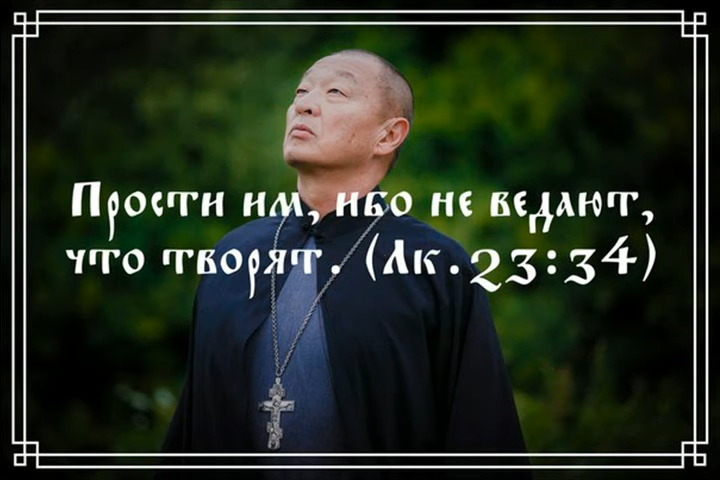 Прости им, ибо не ведают,
что творят. (Лк.23:34)